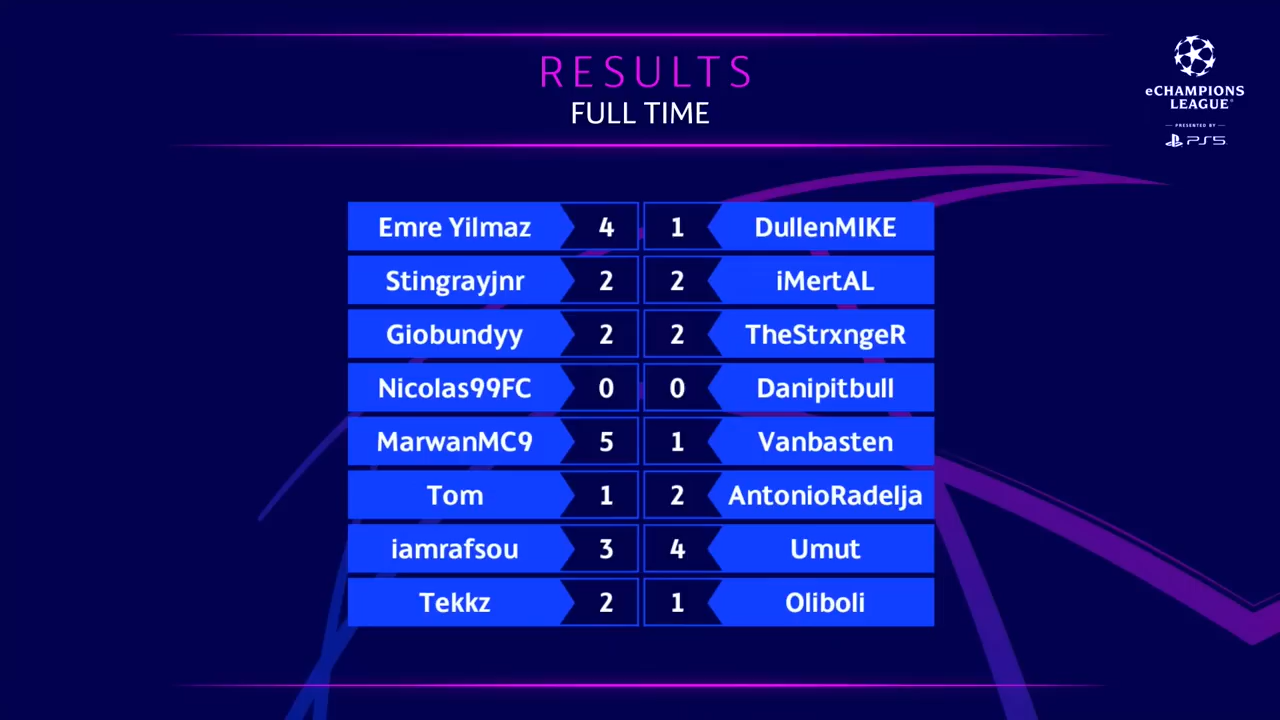 RESULTS
FULL TIME
eCHAMPIONS
LEAGUE
PRESENTED BY
PS5
Emre Yilmaz 4 1 DullenMIKE
Stingrayjnr 2 2 iMertAL
Giobundyy 2 2 TheStrxngeR
Nicolas99FC 0 0 Danipitbull
MarwanMC9 5 1 Vanbasten
Tom 1 2 AntonioRadelja
iamrafsou 3 4 Umut
Tekkz 2 1 Oliboli